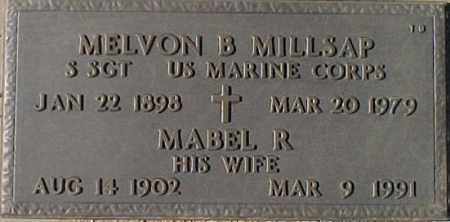 MELVON B MILLSAP
S SGT US MARINE CORPS
JAN 22 1898 MAR 20 1979
MABEL R
HIS WIFE
AUG 14 1902 MAR 9 1991